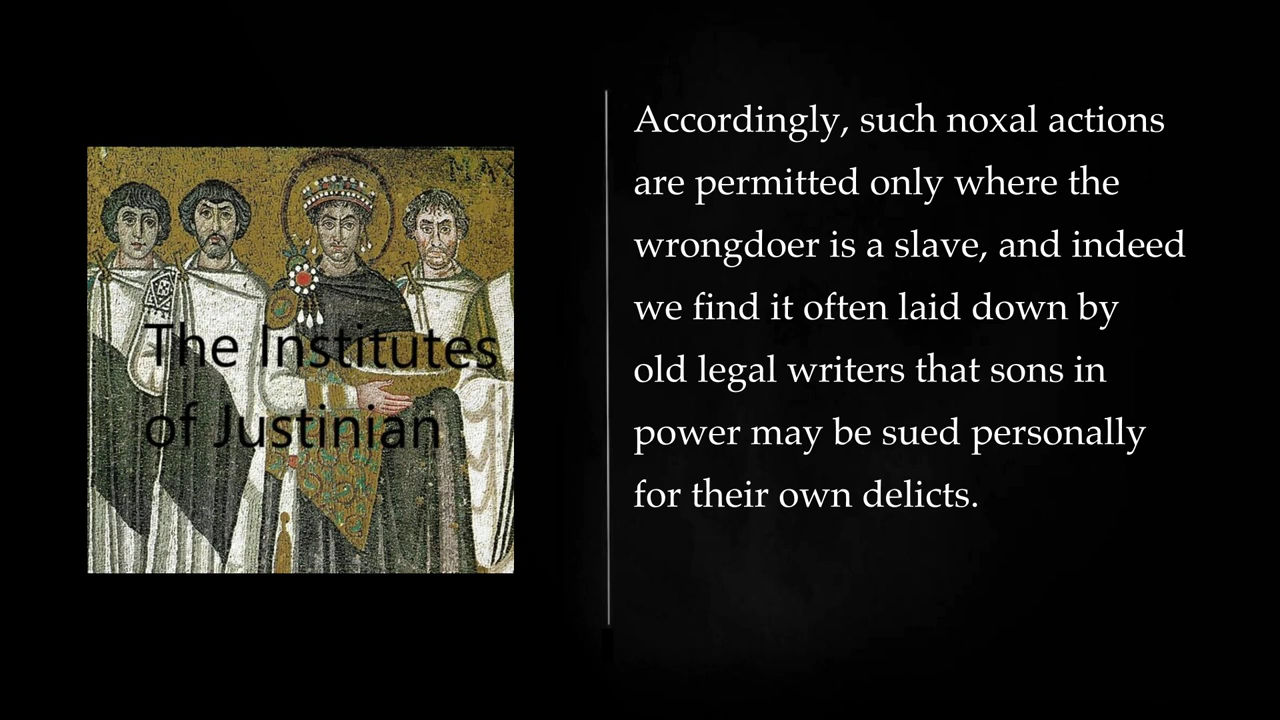 MAX
The Institutes
of Justinian
Accordingly, such noxal actions
are permitted only where the
wrongdoer is a slave, and indeed
we find it often laid down by
old legal writers that sons in
power may be sued personally
for their own delicts.